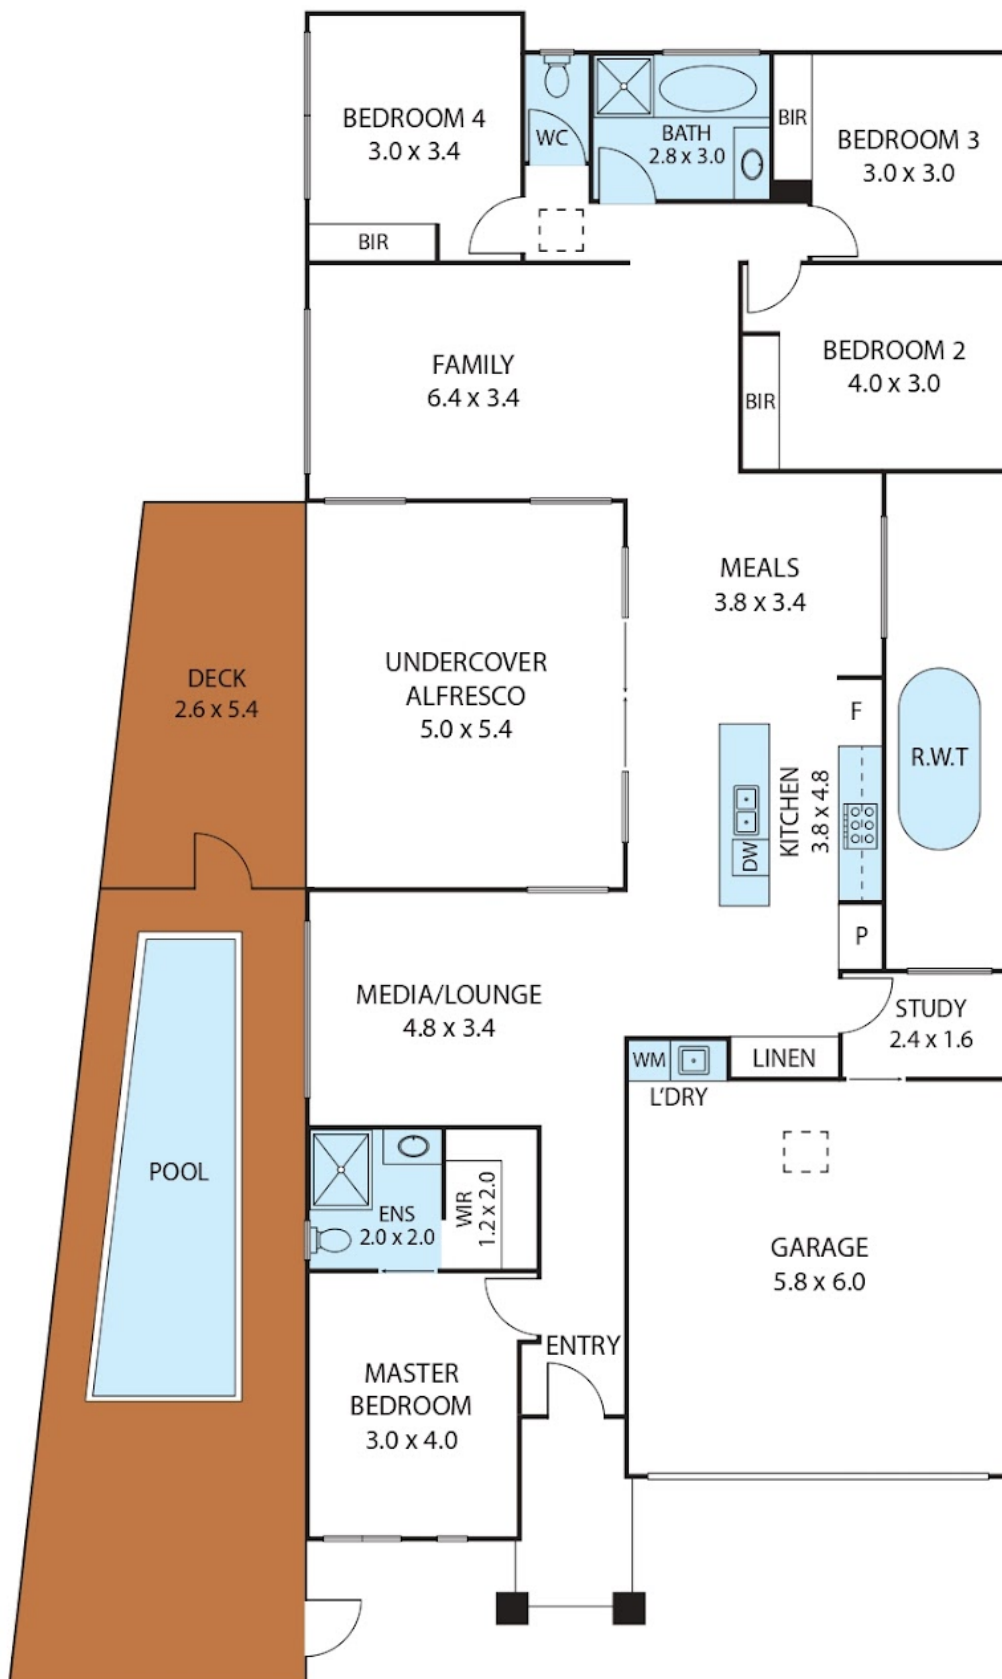 BEDROOM 4
3.0 x 3.4
BIR
WC
BATH
2.8 x 3.0
BIR
BEDROOM 3
3.0 x 3.0
FAMILY
6.4 x 3.4
BEDROOM 2
4.0 x 3.0
BIR
MEALS
3.8 x 3.4
DECK
2.6 x 5.4
UNDERCOVER
ALFRESCO
5.0 x 5.4
F
KITCHEN
3.8 x 4.8
DW
R.W.T
P
MEDIA/LOUNGE
4.8 x 3.4
STUDY
2.4 x 1.6
WM
LINEN
L'DRY
POOL
ENS
2.0 x 2.0
WIR
1.2 x 2.0
GARAGE
5.8 x 6.0
ENTRY
MASTER
BEDROOM
3.0 x 4.0